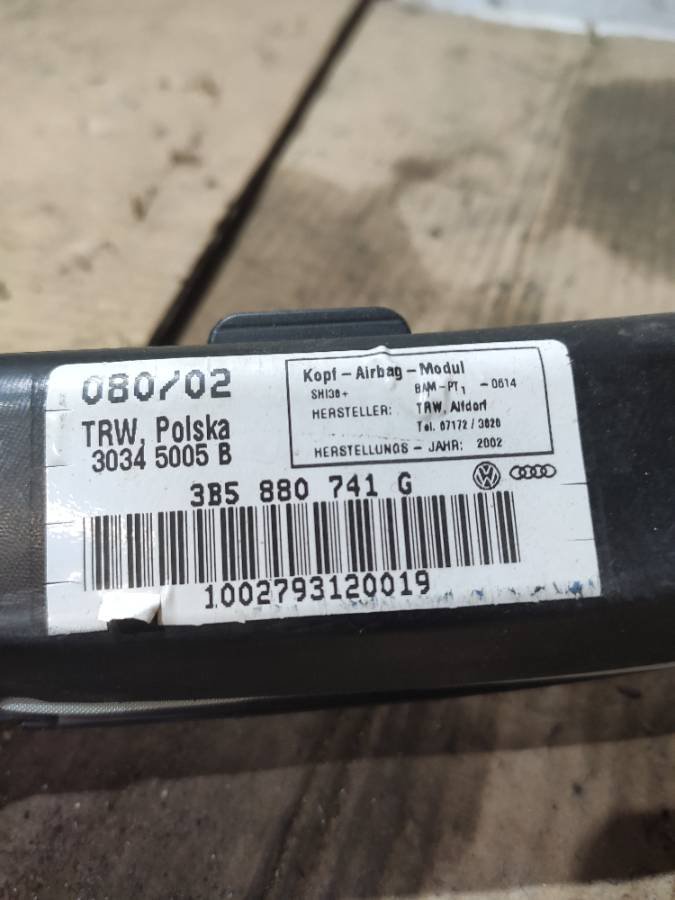 080/02
TRW, Polska
3034 5005 B
Kopf - Airbag - Modul
SHI30+ BAM - PT1 - 0614
HERSTELLER: TRW, Alfdorf
Tel. 07172 / 3020
HERSTELLUNGS - JAHR: 2002
3B5 880 741 G
1002793120019